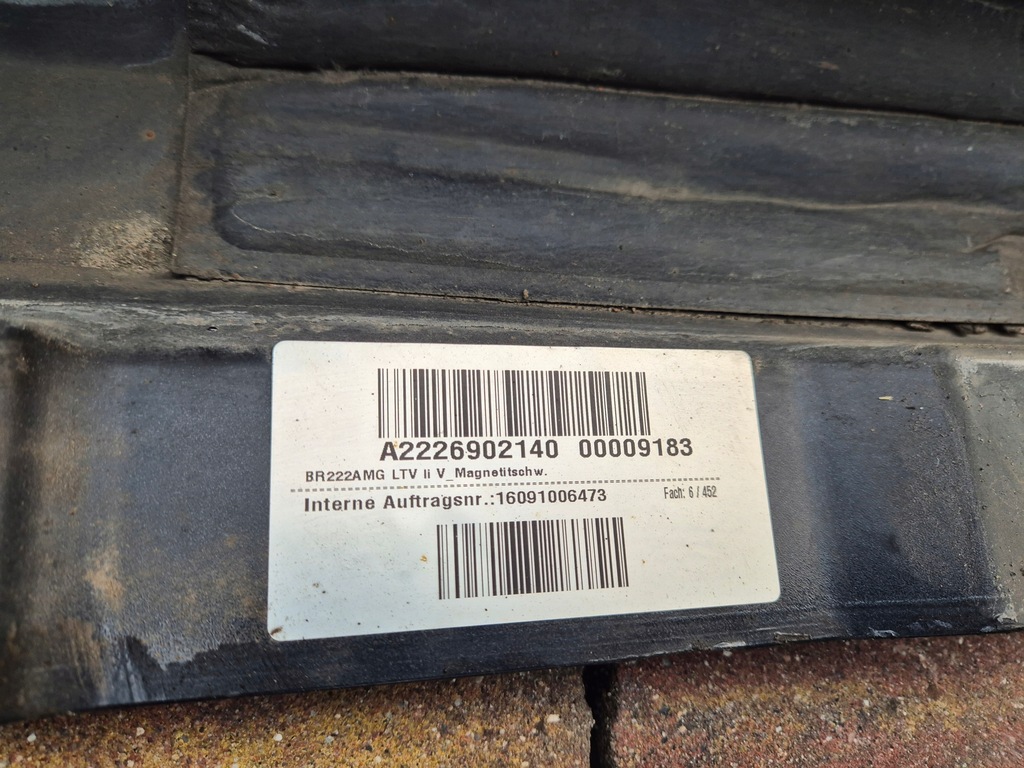 A2226902140 00009183
BR222AMG LTV li V_Magnetitschw.
Interne Auftragsnr.:16091006473 Fach: 6 / 452